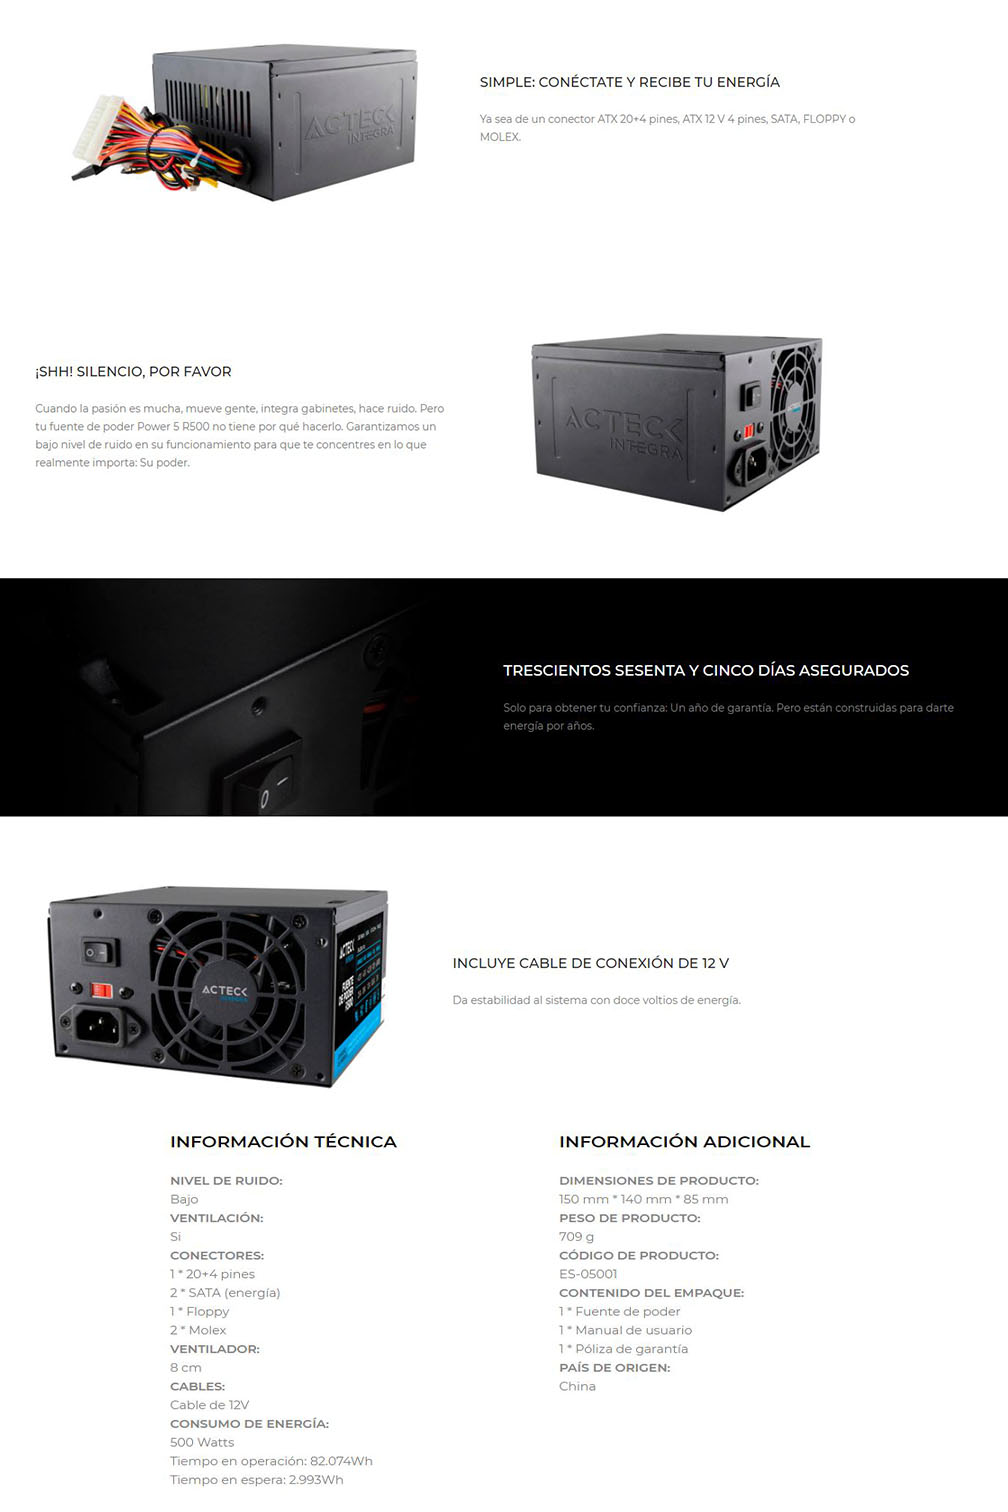 ACTECK
INTEGRA
SIMPLE: CONÉCTATE Y RECIBE TU ENERGÍA
Ya sea de un conector ATX 20+4 pines, ATX 12 V 4 pines, SATA, FLOPPY o
MOLEX.
¡SHH! SILENCIO, POR FAVOR
Cuando la pasión es mucha, mueve gente, integra gabinetes, hace ruido. Pero
tu fuente de poder Power 5 R500 no tiene por qué hacerlo. Garantizamos un
bajo nivel de ruido en su funcionamiento para que te concentres en lo que
realmente importa: Su poder.
ACTECK
INTEGRA
TRESCIENTOS SESENTA Y CINCO DÍAS ASEGURADOS
Solo para obtener tu confianza: Un año de garantía. Pero están construidas para darte
energía por años.
ACTECK
INTEGRA
ACTECK
FUENTE
DE PODER
INCLUYE CABLE DE CONEXIÓN DE 12 V
Da estabilidad al sistema con doce voltios de energía.
INFORMACIÓN TÉCNICA
NIVEL DE RUIDO:
Bajo
VENTILACIÓN:
Si
CONECTORES:
1 * 20+4 pines
2 * SATA (energía)
1 * Floppy
2 * Molex
VENTILADOR:
8 cm
CABLES:
Cable de 12V
CONSUMO DE ENERGÍA:
500 Watts
Tiempo en operación: 82.074Wh
Tiempo en espera: 2.993Wh
INFORMACIÓN ADICIONAL
DIMENSIONES DE PRODUCTO:
150 mm * 140 mm * 85 mm
PESO DE PRODUCTO:
709 g
CÓDIGO DE PRODUCTO:
ES-05001
CONTENIDO DEL EMPAQUE:
1 * Fuente de poder
1 * Manual de usuario
1 * Póliza de garantía
PAÍS DE ORIGEN:
China